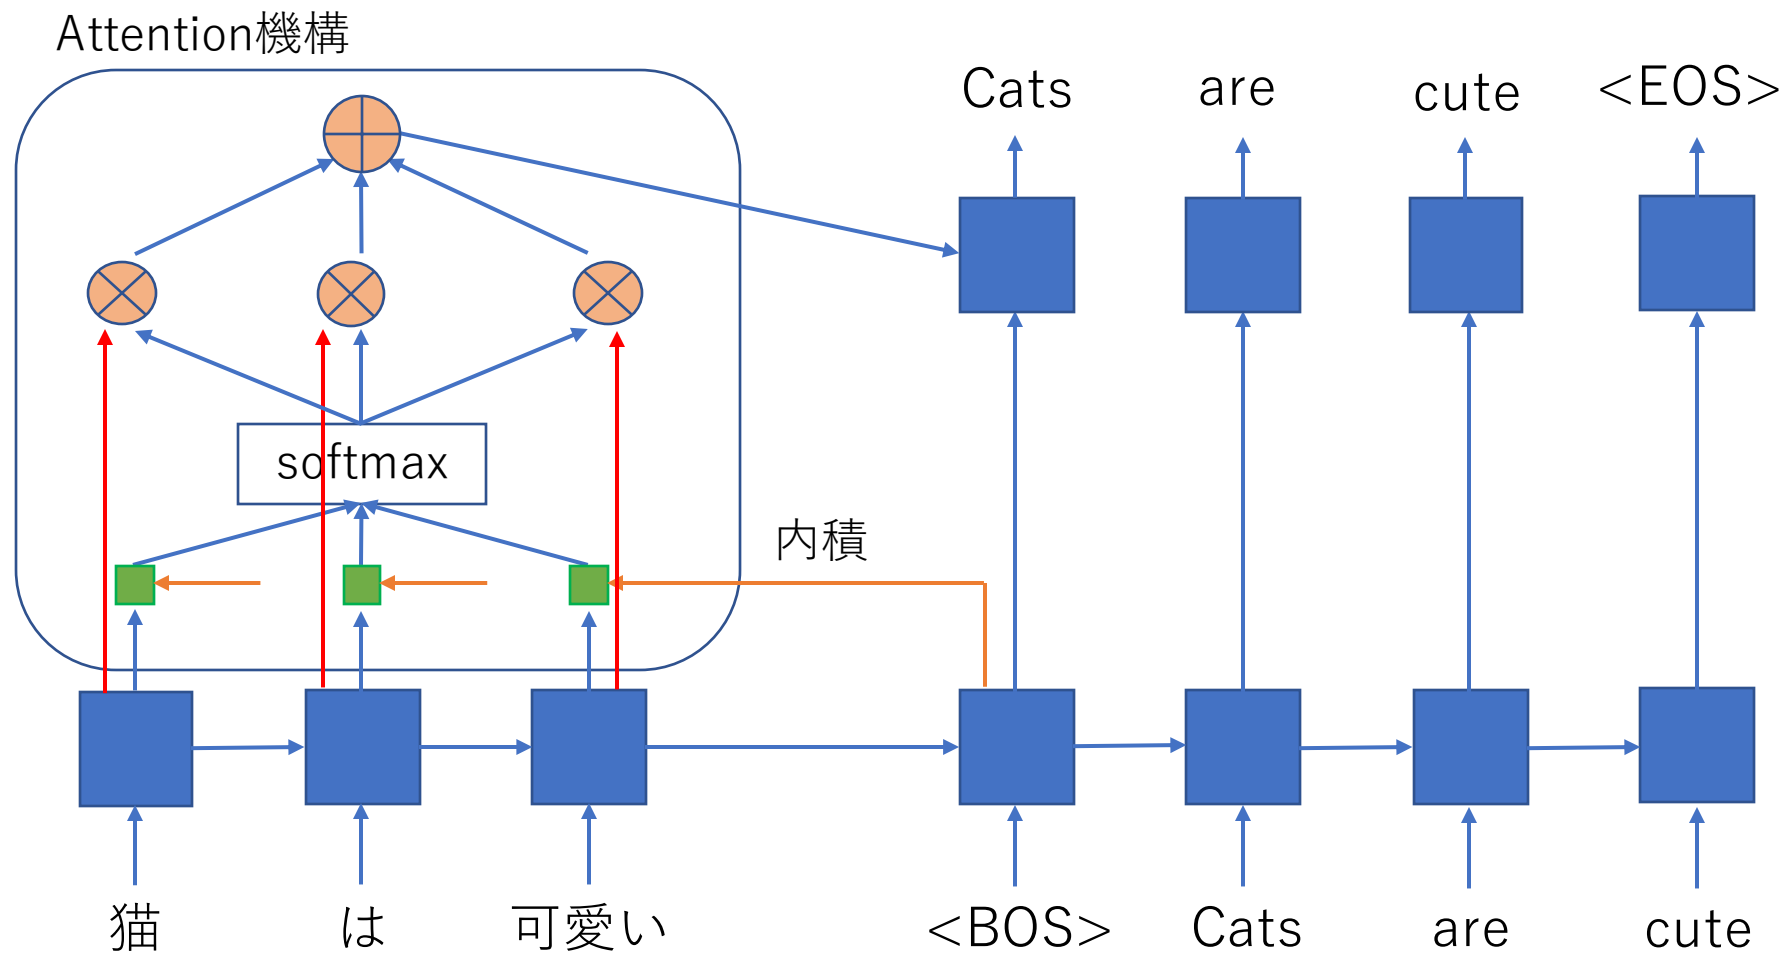 Attention機構
Cats are cute <EOS>
softmax
内積
猫 は 可愛い <BOS> Cats are cute